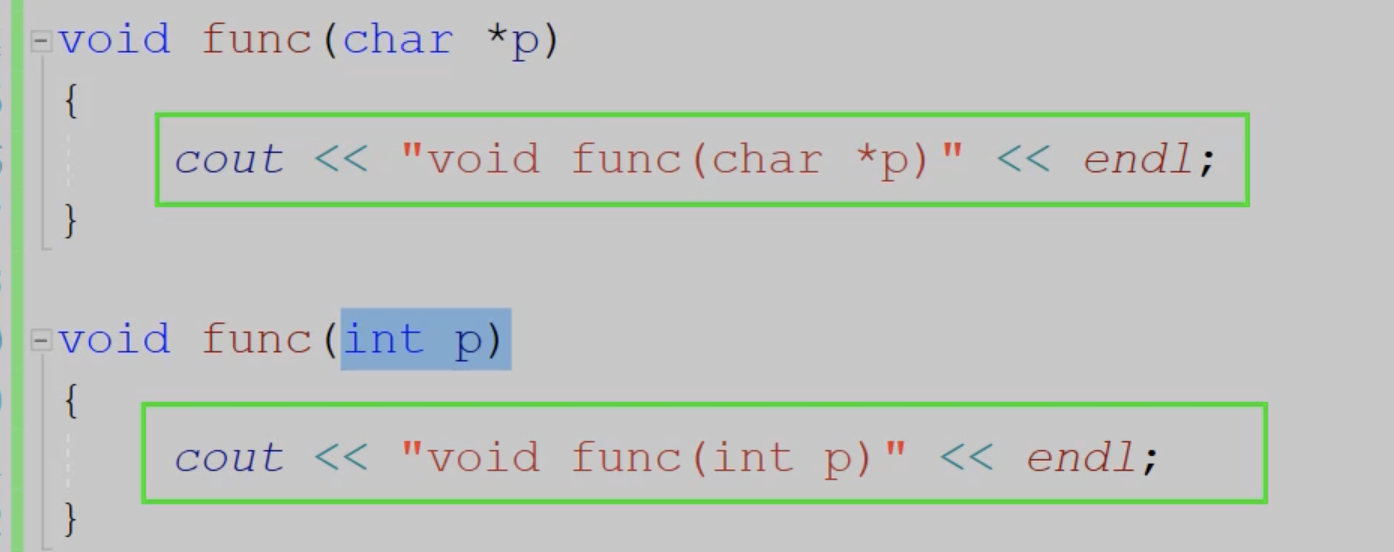 void func(char *p)
{
cout << "void func(char *p)" << endl;
}
void func(int p)
{
cout << "void func(int p)" << endl;
}